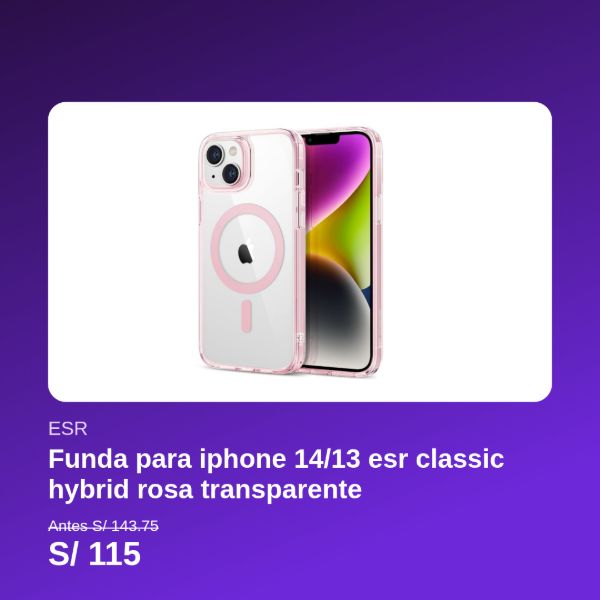 ESR
Funda para iphone 14/13 esr classic
hybrid rosa transparente
Antes S/ 143.75
S/ 115